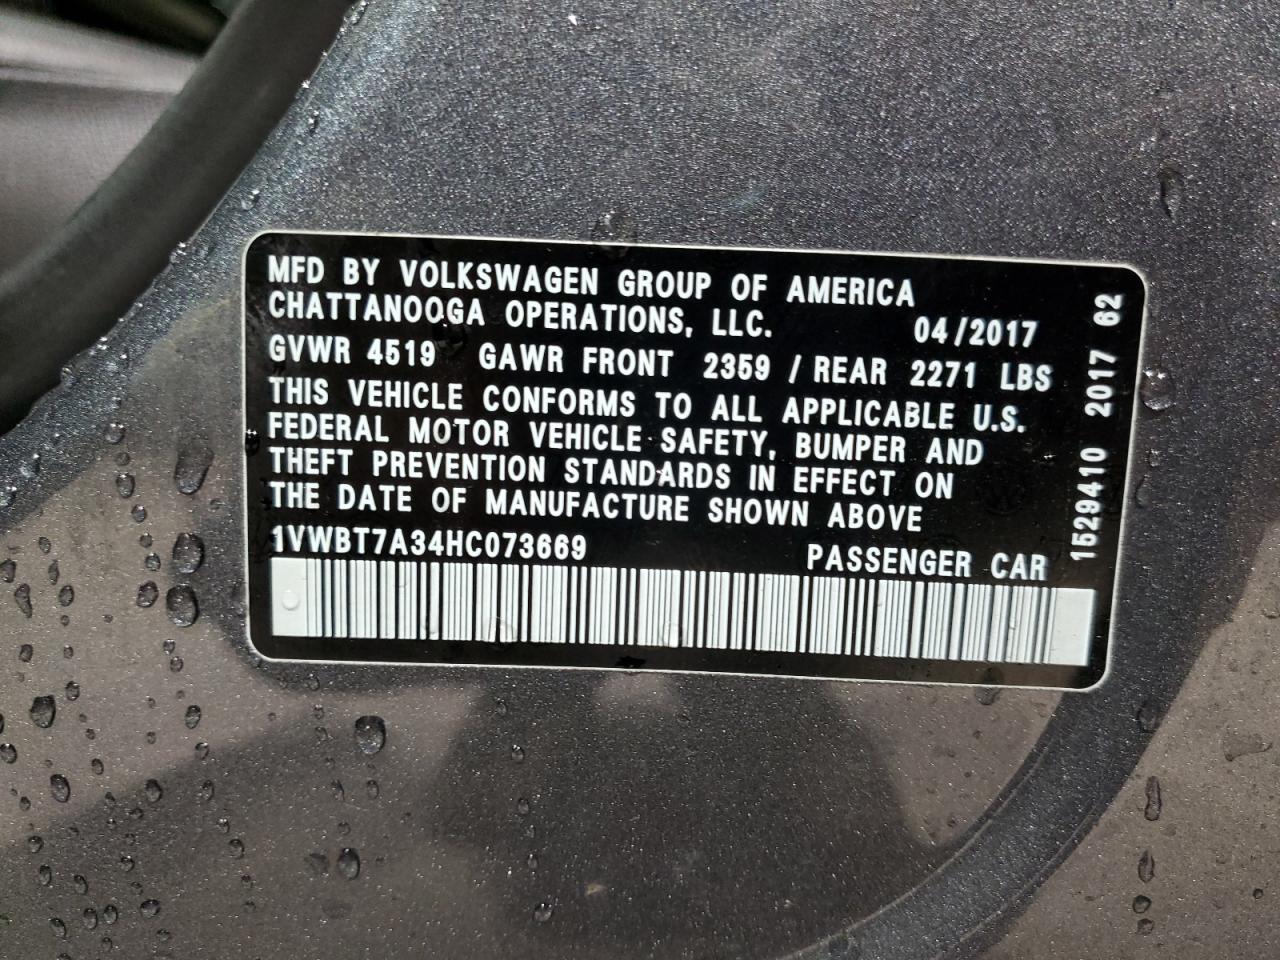 MFD BY VOLKSWAGEN GROUP OF AMERICA
CHATTANOOGA OPERATIONS, LLC. 04/2017
GVWR 4519 GAWR FRONT 2359 / REAR 2271 LBS
THIS VEHICLE CONFORMS TO ALL APPLICABLE U.S.
FEDERAL MOTOR VEHICLE SAFETY, BUMPER AND
THEFT PREVENTION STANDARDS IN EFFECT ON
THE DATE OF MANUFACTURE SHOWN ABOVE
1VWBT7A34HC073669 PASSENGER CAR
1529410 2017 62